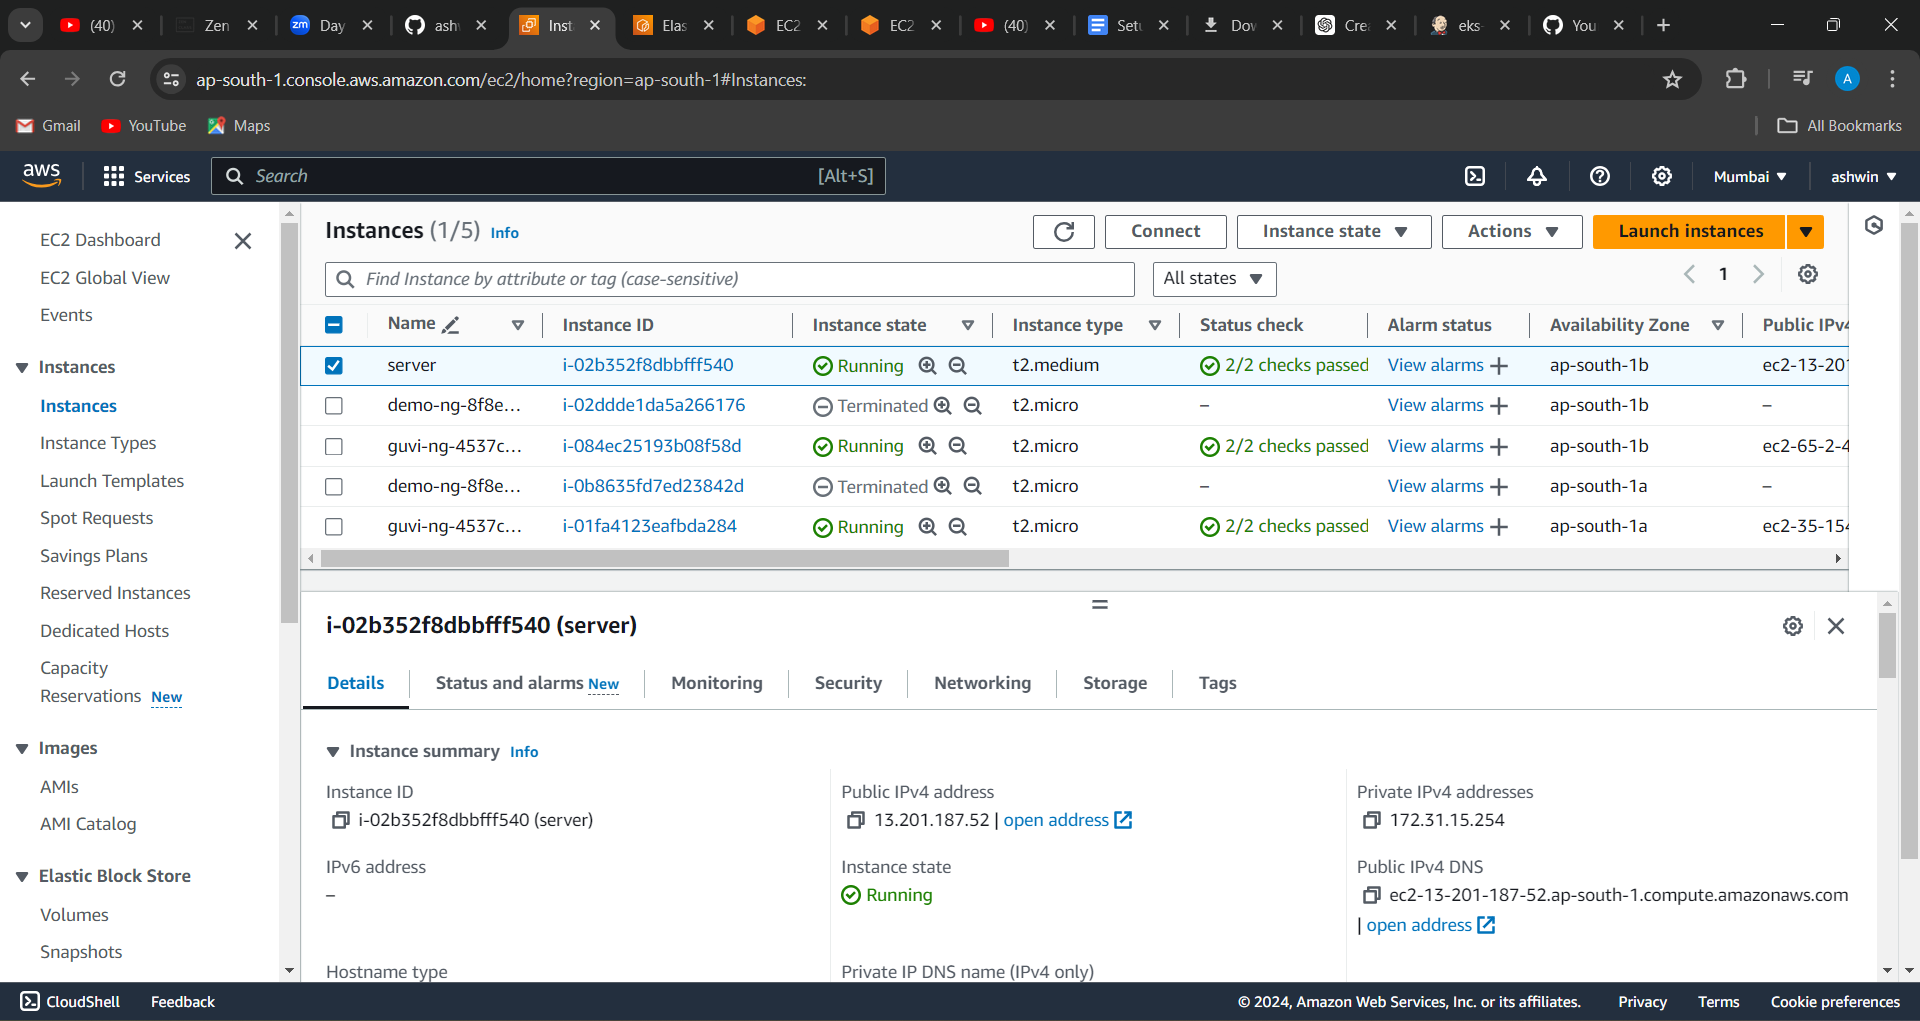 (40)
Zen
zm Day
ash
Inst
Elas
EC2
EC2
(40)
Set
Dov
Cre
eks-
You
ap-south-1.console.aws.amazon.com/ec2/home?region=ap-south-1#Instances:
A
Gmail
YouTube
Maps
All Bookmarks
aws
Services
Search [Alt+S]
Mumbai
ashwin
EC2 Dashboard
EC2 Global View
Events
Instances
Instances
Instance Types
Launch Templates
Spot Requests
Savings Plans
Reserved Instances
Dedicated Hosts
Capacity
Reservations New
Images
AMIs
AMI Catalog
Elastic Block Store
Volumes
Snapshots
Instances (1/5) Info
Connect
Instance state
Actions
Launch instances
Find Instance by attribute or tag (case-sensitive)
All states
1
Name Instance ID Instance state Instance type Status check Alarm status Availability Zone Public IPv4
server i-02b352f8dbbfff540 Running t2.medium 2/2 checks passed View alarms + ap-south-1b ec2-13-201
demo-ng-8f8e... i-02ddde1da5a266176 Terminated t2.micro – View alarms + ap-south-1b –
guvi-ng-4537c... i-084ec25193b08f58d Running t2.micro 2/2 checks passed View alarms + ap-south-1b ec2-65-2-4
demo-ng-8f8e... i-0b8635fd7ed23842d Terminated t2.micro – View alarms + ap-south-1a –
guvi-ng-4537c... i-01fa4123eafbda284 Running t2.micro 2/2 checks passed View alarms + ap-south-1a ec2-35-154
i-02b352f8dbbfff540 (server)
Details
Status and alarms New
Monitoring
Security
Networking
Storage
Tags
Instance summary Info
Instance ID
i-02b352f8dbbfff540 (server)
Public IPv4 address
13.201.187.52 | open address
Private IPv4 addresses
172.31.15.254
IPv6 address
–
Instance state
Running
Public IPv4 DNS
ec2-13-201-187-52.ap-south-1.compute.amazonaws.com
| open address
Hostname type
Private IP DNS name (IPv4 only)
CloudShell
Feedback
© 2024, Amazon Web Services, Inc. or its affiliates.
Privacy
Terms
Cookie preferences